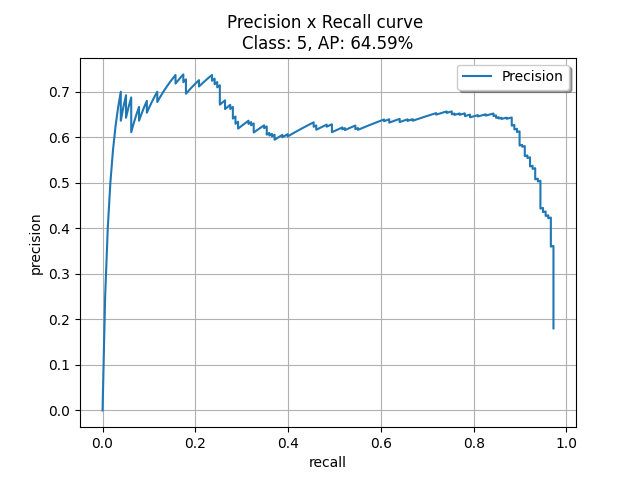 Precision x Recall curve
Class: 5, AP: 64.59%
Precision
0.7
0.6
0.5
0.4
0.3
0.2
0.1
0.0
precision
0.0 0.2 0.4 0.6 0.8 1.0
recall